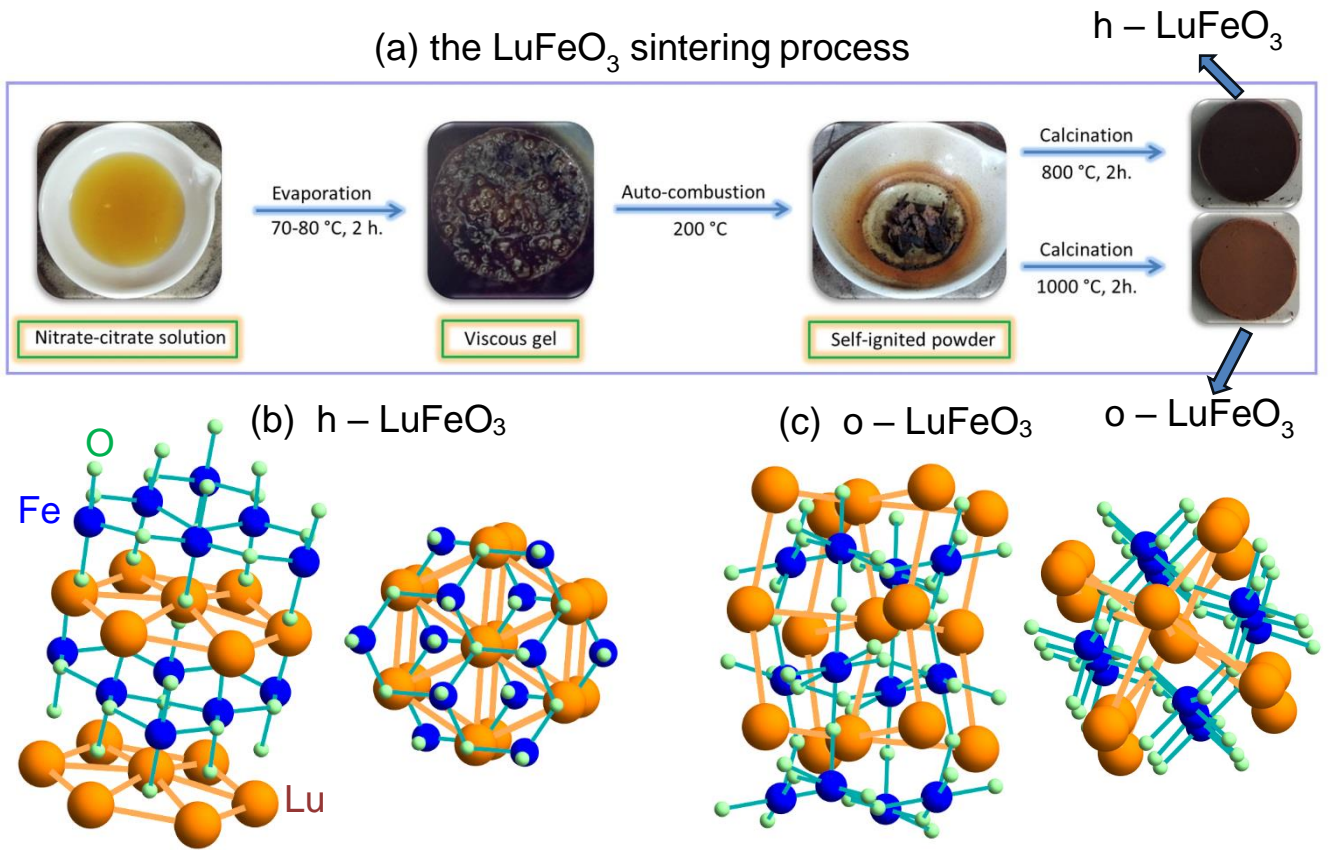 (a) the LuFeO₃ sintering process
h – LuFeO₃
Evaporation
70-80 °C, 2 h.
Auto-combustion
200 °C
Calcination
800 °C, 2h.
Calcination
1000 °C, 2h.
Nitrate-citrate solution
Viscous gel
Self-ignited powder
(b) h – LuFeO₃
(c) o – LuFeO₃
o – LuFeO₃
O
Fe
Lu